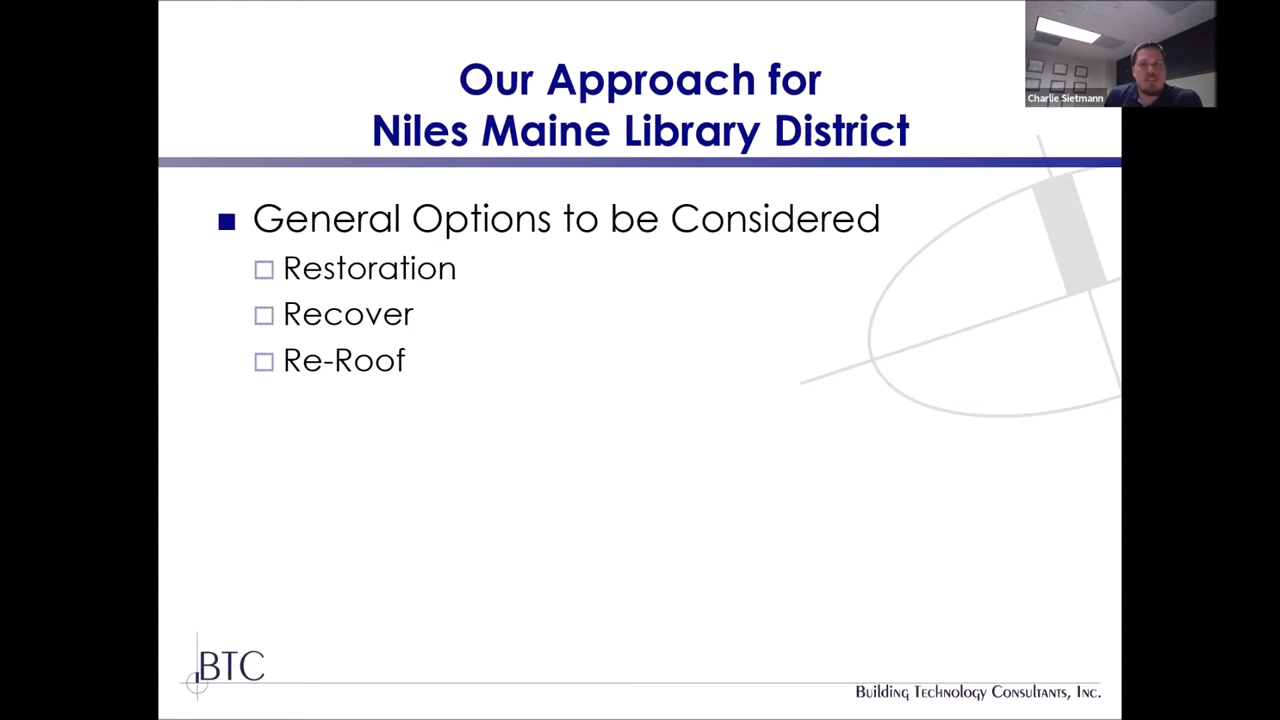 Our Approach for
Niles Maine Library District
Charlie Sietmann
General Options to be Considered
Restoration
Recover
Re-Roof
BTC
Building Technology Consultants, Inc.